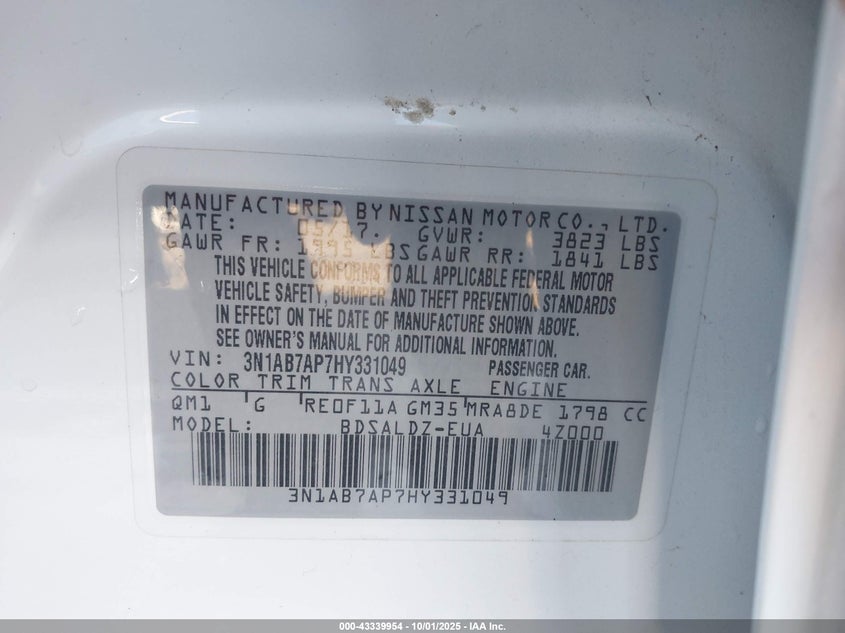 MANUFACTURED BY NISSAN MOTOR CO., LTD.
DATE: 05/17. GVWR: 3823 LBS
GAWR FR: 1995 LBS GAWR RR: 1841 LBS
THIS VEHICLE CONFORMS TO ALL APPLICABLE FEDERAL MOTOR
VEHICLE SAFETY, BUMPER AND THEFT PREVENTION STANDARDS
IN EFFECT ON THE DATE OF MANUFACTURE SHOWN ABOVE.
SEE OWNER'S MANUAL FOR ADDITIONAL INFORMATION.
VIN: 3N1AB7AP7HY331049 PASSENGER CAR.
COLOR TRIM TRANS AXLE ENGINE
QM1 G RE0F11A GM35 MRA8DE 1798 CC
MODEL: BDSALDZ-EUA 4Z000
3N1AB7AP7HY331049
000-43339954 - 10/01/2025 - IAA Inc.